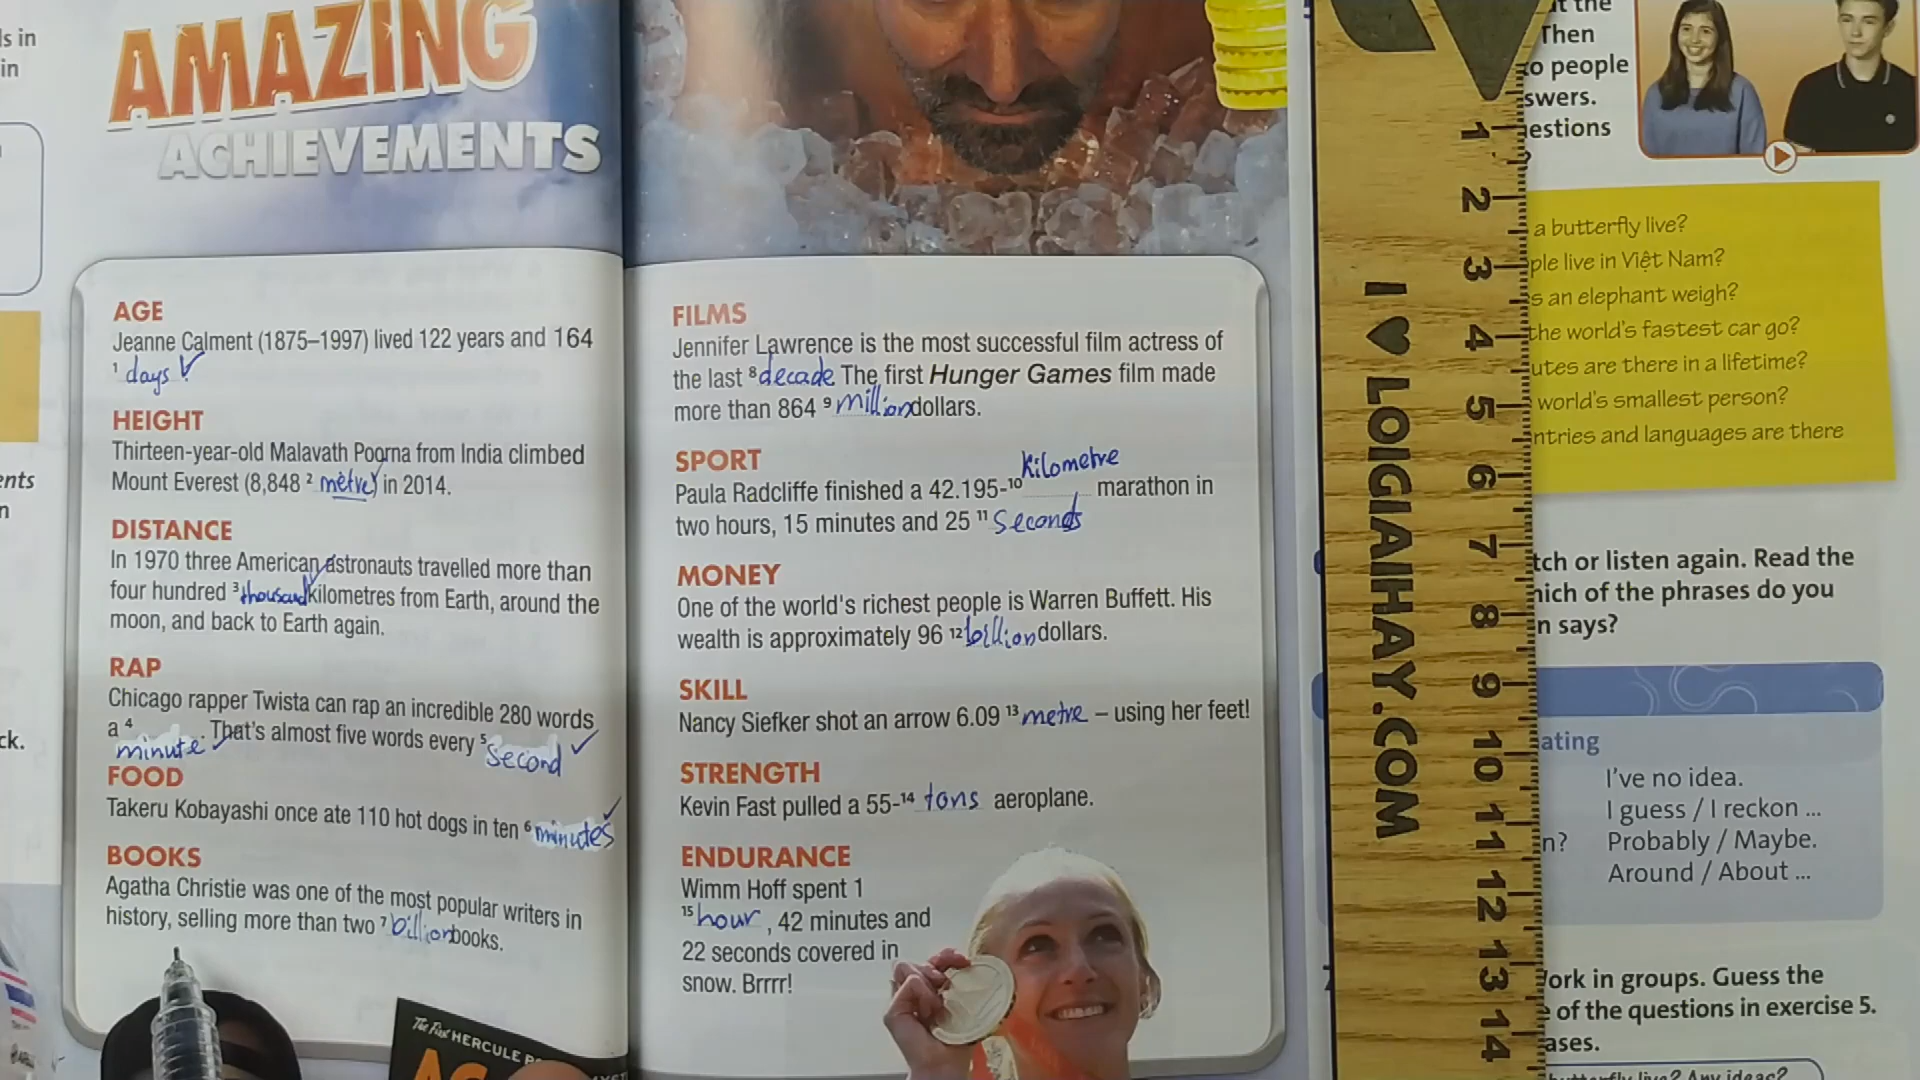 AMAZING
ACHIEVEMENTS
AGE
Jeanne Calment (1875–1997) lived 122 years and 164
1 days
HEIGHT
Thirteen-year-old Malavath Poorna from India climbed
Mount Everest (8,848 2 metre) in 2014.
DISTANCE
In 1970 three American astronauts travelled more than
four hundred 3 thousand kilometres from Earth, around the
moon, and back to Earth again.
RAP
Chicago rapper Twista can rap an incredible 280 words
a 4 minute. That's almost five words every 5 second
FOOD
Takeru Kobayashi once ate 110 hot dogs in ten 6 minutes
BOOKS
Agatha Christie was one of the most popular writers in
history, selling more than two 7 billion books.
The First HERCULE
FILMS
Jennifer Lawrence is the most successful film actress of
the last 8 decade. The first Hunger Games film made
more than 864 9 million dollars.
SPORT
Paula Radcliffe finished a 42.195-10 kilometre marathon in
two hours, 15 minutes and 25 11 seconds
MONEY
One of the world's richest people is Warren Buffett. His
wealth is approximately 96 12 billion dollars.
SKILL
Nancy Siefker shot an arrow 6.09 13 metre – using her feet!
STRENGTH
Kevin Fast pulled a 55-14 tons aeroplane.
ENDURANCE
Wimm Hoff spent 1
15 hour, 42 minutes and
22 seconds covered in
snow. Brrrr!
I ♥ LOIGIAIHAY.COM
1 2 3 4 5 6 7 8 9 10 11 12 13 14
s in
in
ck.
the
Then
to people
a butterfly live?
live in Việt Nam?
an elephant weigh?
the world's fastest car go?
are there in a lifetime?
world's smallest person?
and languages are there
or listen again. Read the
of the phrases do you
says?
I've no idea.
I guess / I reckon ...
Probably / Maybe.
Around / About ...
in groups. Guess the
of the questions in exercise 5.
live? Any ideas?